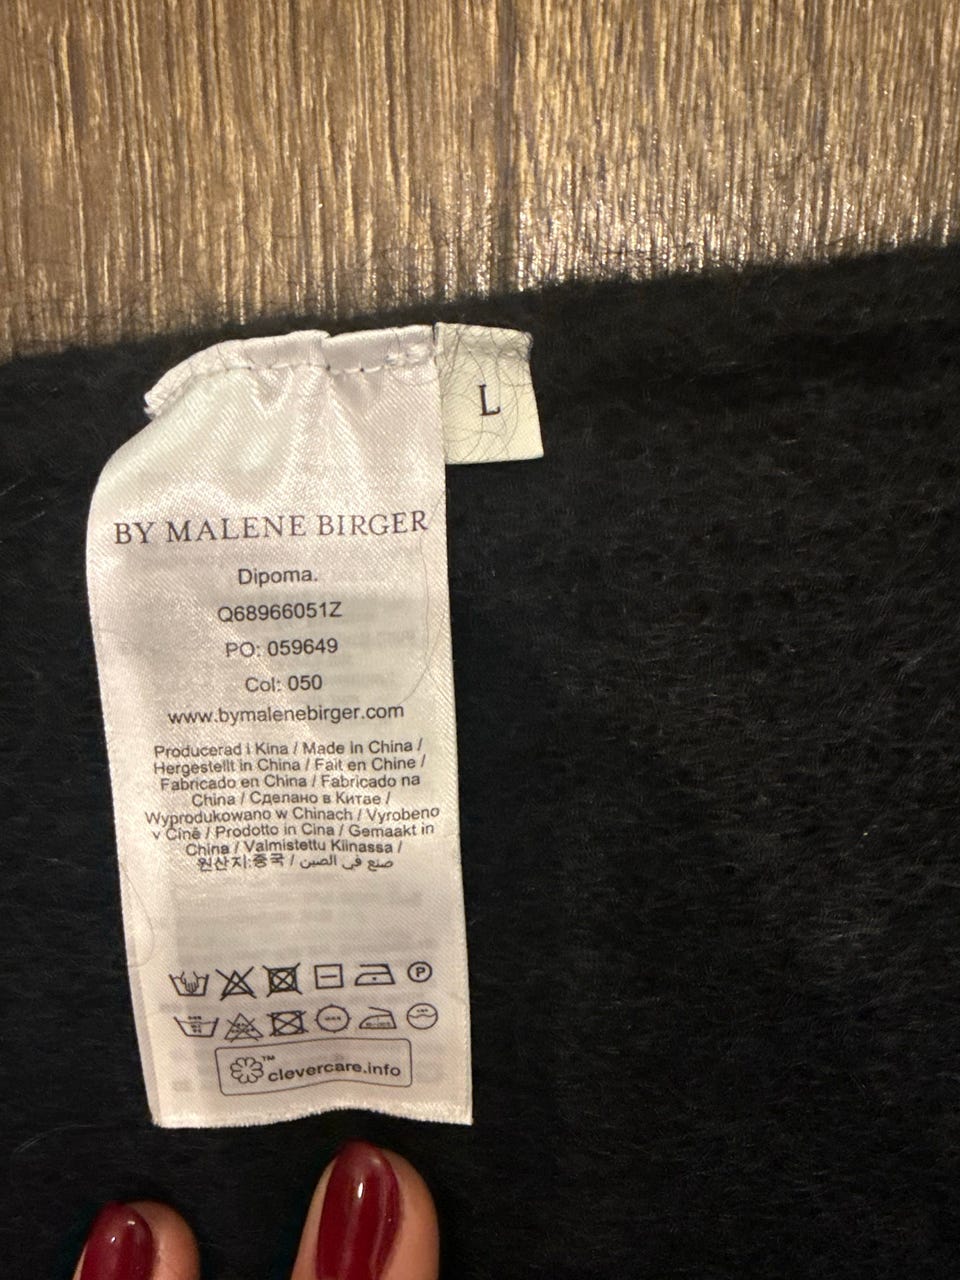 L
BY MALENE BIRGER
Dipoma.
Q68966051Z
PO: 059649
Col: 050
www.bymalenebirger.com
Producerad i Kina / Made in China /
Hergestellt in China / Fait en Chine /
Fabricado en China / Fabricado na
China / Сделано в Китае /
Wyprodukowano w Chinach / Vyrobeno
v Číně / Prodotto in Cina / Gemaakt in
China / Valmistettu Kiinassa /
원산지:중국 / صنع في الصين
P
™ clevercare.info